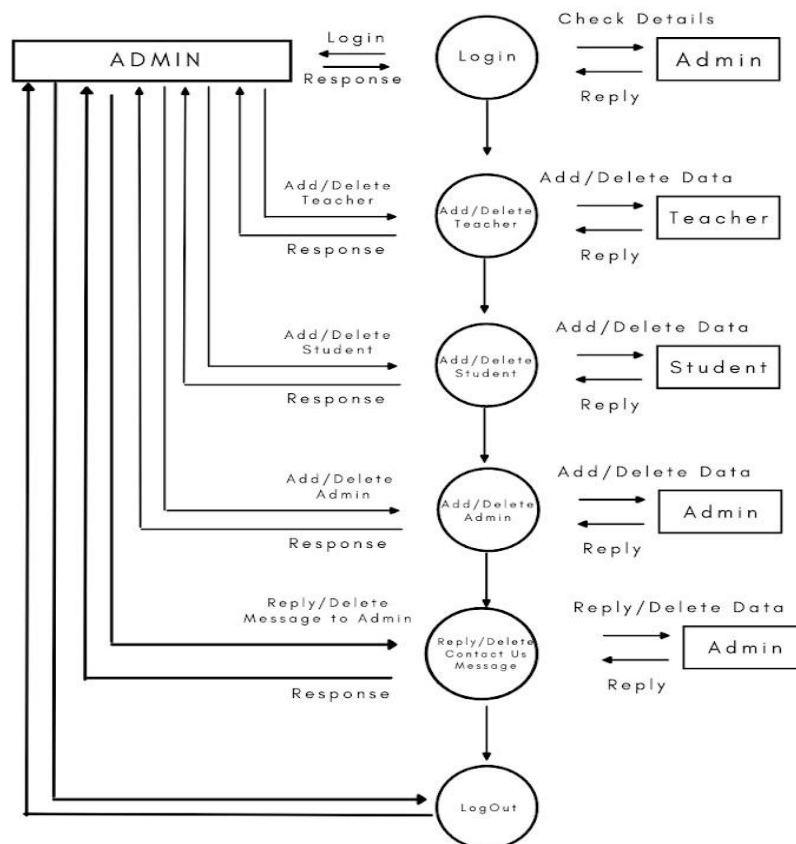 Check Details
Login
ADMIN
Login
Admin
Response
Reply
Add/Delete Data
Add/Delete
Teacher
Add/Delete
Teacher
Teacher
Response
Reply
Add/Delete Data
Add/Delete
Student
Add/Delete
Student
Student
Response
Reply
Add/Delete Data
Add/Delete
Admin
Add/Delete
Admin
Admin
Response
Reply
Reply/Delete
Message to Admin
Reply/Delete Data
Reply/Delete
Contact Us
Message
Admin
Response
Reply
LogOut